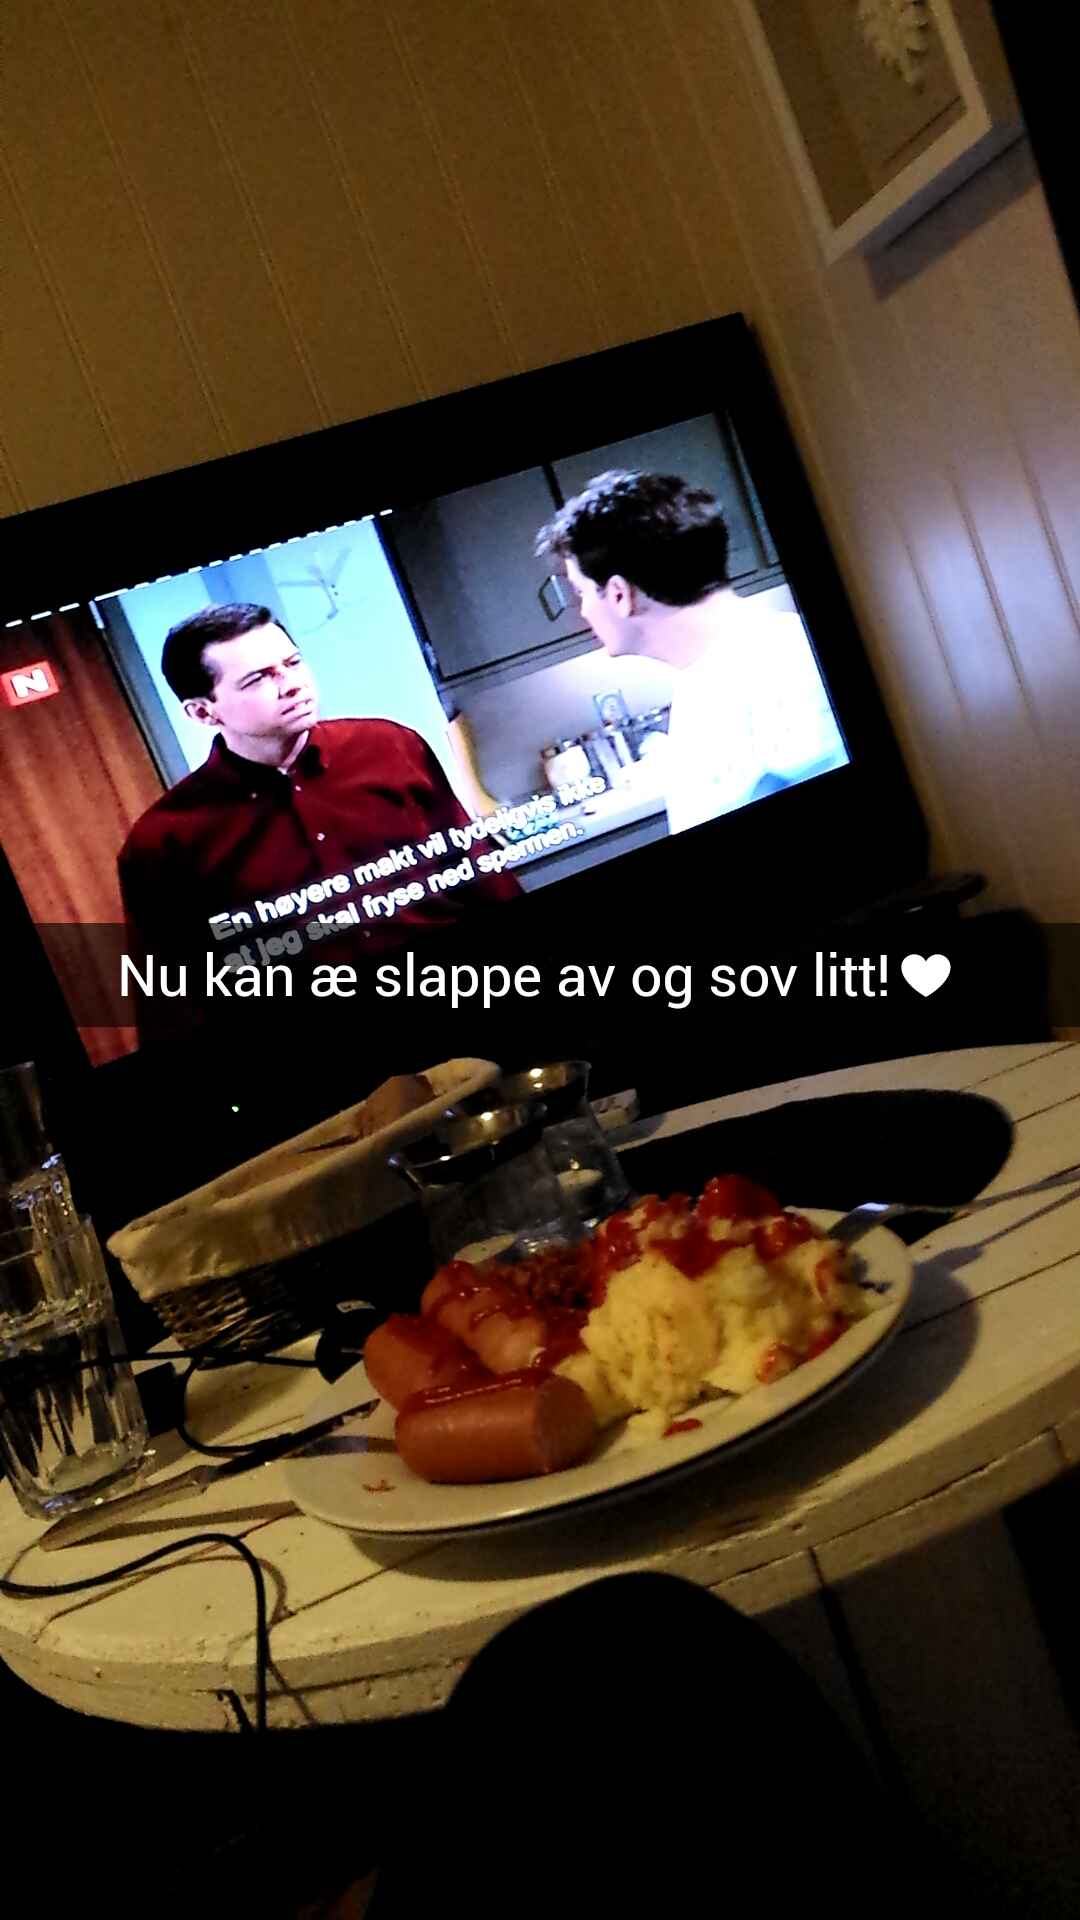 N
En høyere makt vil tydeligvis ikke
at jeg skal fryse ned spermen.
Nu kan æ slappe av og sov litt!🤍